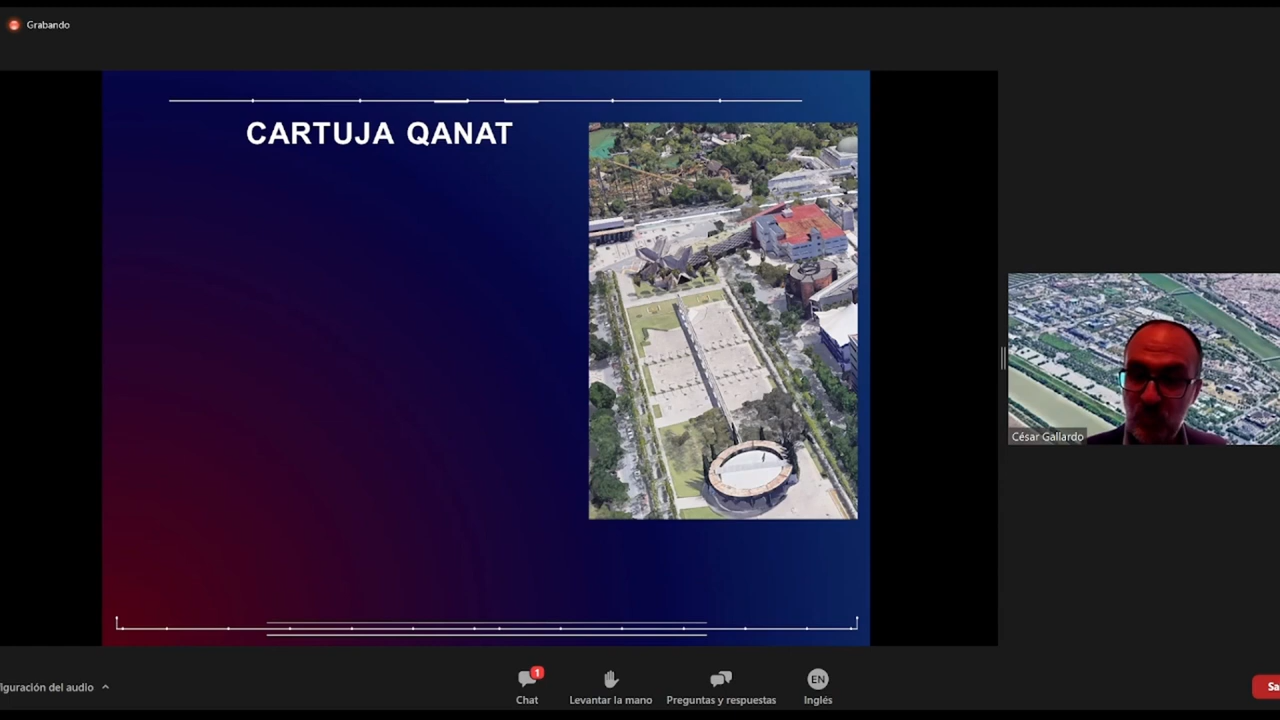 Grabando
CARTUJA QANAT
César Gallardo
iguración del audio
1
Chat
Levantar la mano
Preguntas y respuestas
EN
Inglés
Sa